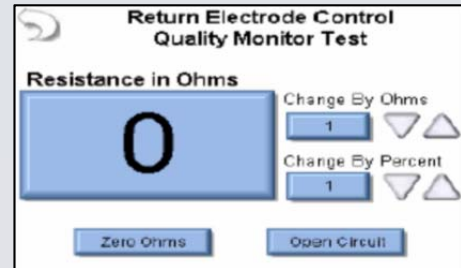 Return Electrode Control
Quality Monitor Test
Resistance in Ohms
0
Change By Ohms
1
Change By Percent
1
Zero Ohms
Open Circuit